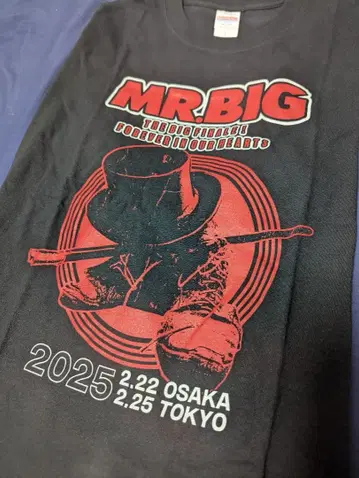 MR.BIG
THE BIG FINALE!
FOREVER IN OUR HEARTS
2025
2.22 OSAKA
2.25 TOKYO